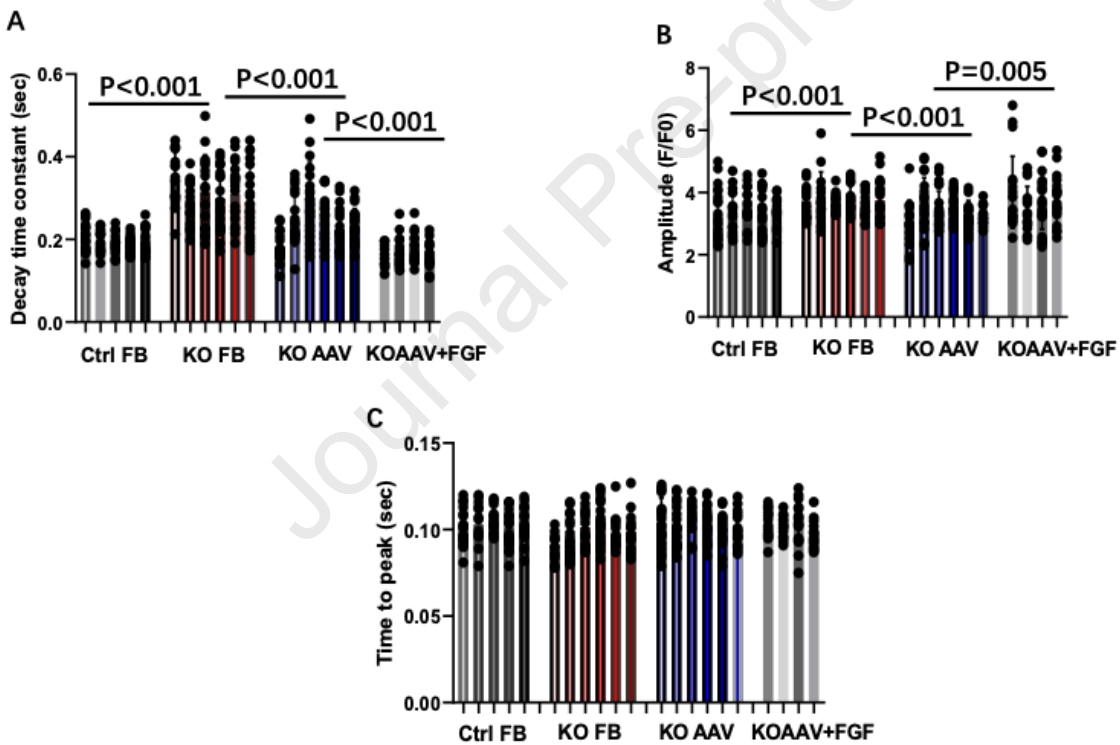 A
Decay time constant (sec)
0.6
0.4
0.2
0.0
P<0.001
P<0.001
P<0.001
Ctrl FB
KO FB
KO AAV
KOAAV+FGF
B
Amplitude (F/F0)
8
6
4
2
0
P<0.001
P<0.001
P=0.005
Ctrl FB
KO FB
KO AAV
KOAAV+FGF
C
Time to peak (sec)
0.15
0.10
0.05
0.00
Ctrl FB
KO FB
KO AAV
KOAAV+FGF
Journal Pre-pr